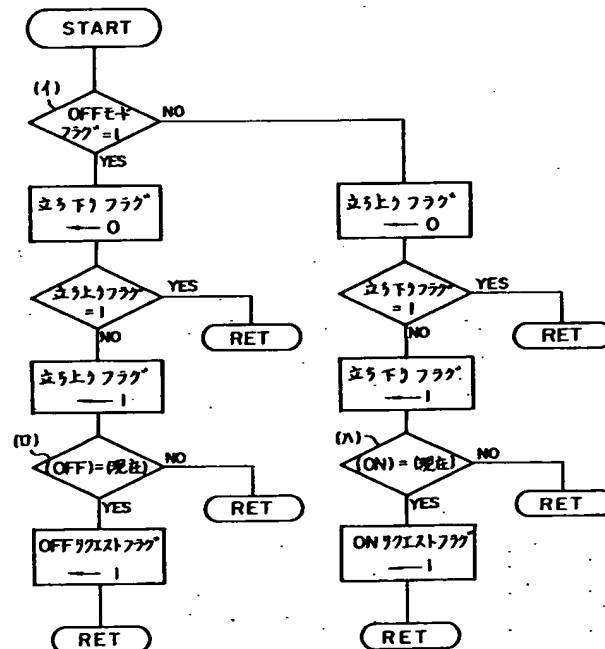 START
(イ)
OFFモード
フラグ=1
NO
YES
立ち下りフラグ
← 0
立ち上りフラグ
=1
YES
RET
NO
立ち上りフラグ
← 1
(ロ)
(OFF)=(現在)
NO
RET
YES
OFFリクエストフラグ
← 1
RET
立ち上りフラグ
← 0
立ち下りフラグ
=1
YES
RET
NO
立ち下りフラグ
← 1
(ハ)
(ON)=(現在)
NO
RET
YES
ONリクエストフラグ
← 1
RET